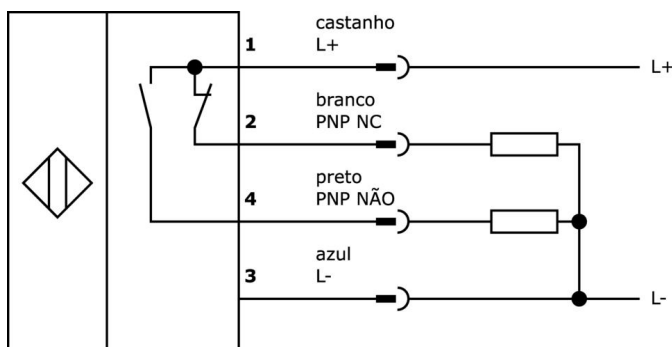 castanho
1 L+
L+
branco
2 PNP NC
preto
4 PNP NÃO
azul
3 L-
L-